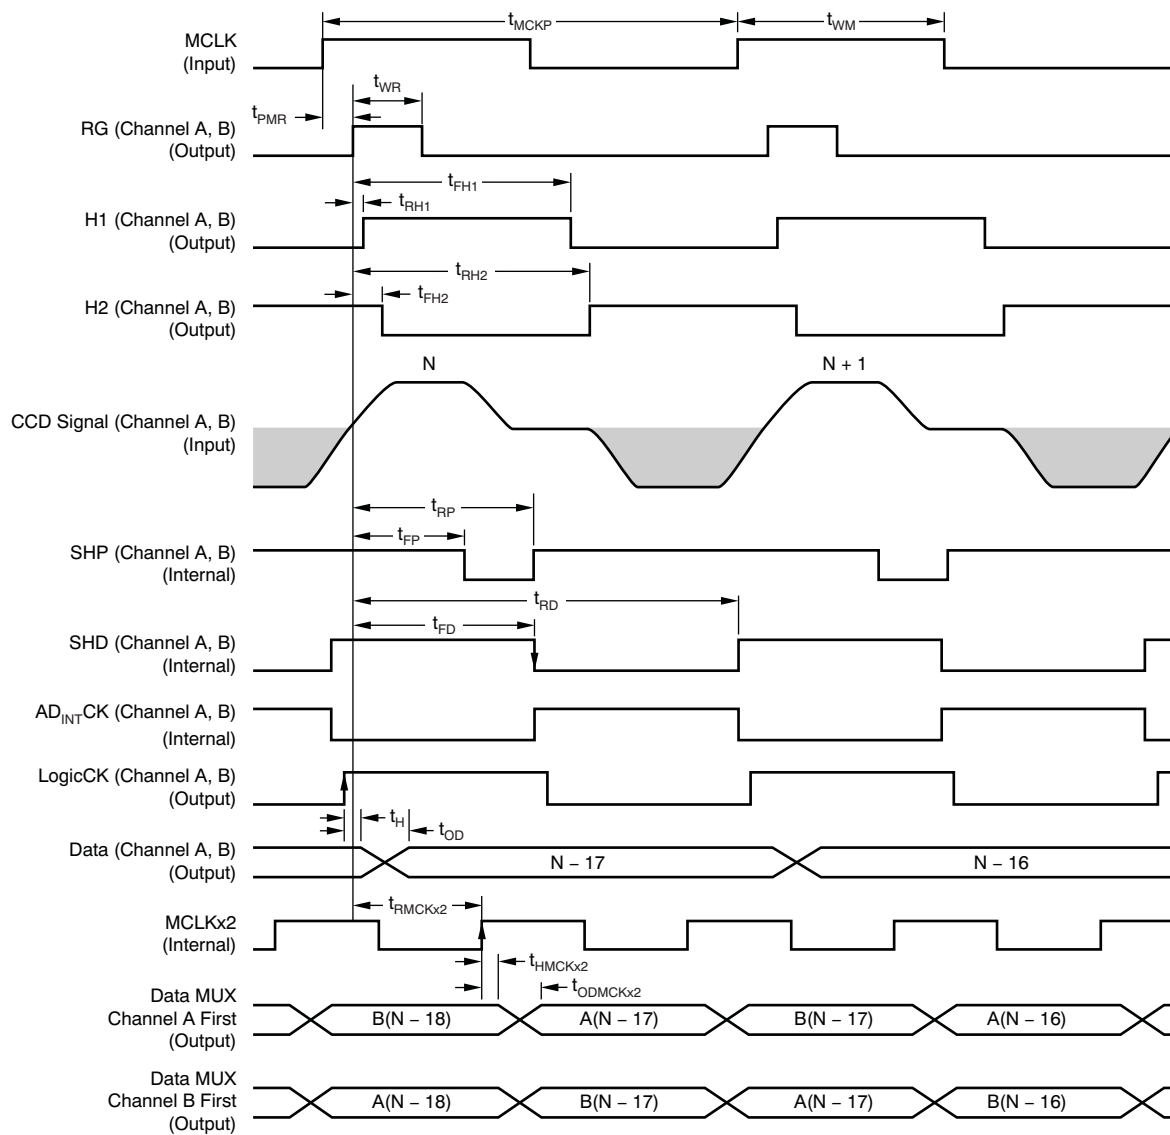 t_MCKP
t_WM
MCLK
(Input)
t_WR
t_PMR
RG (Channel A, B)
(Output)
t_FH1
t_RH1
H1 (Channel A, B)
(Output)
t_RH2
t_FH2
H2 (Channel A, B)
(Output)
N
N + 1
CCD Signal (Channel A, B)
(Input)
t_RP
t_FP
SHP (Channel A, B)
(Internal)
t_RD
t_FD
SHD (Channel A, B)
(Internal)
AD_INTCK (Channel A, B)
(Internal)
LogicCK (Channel A, B)
(Output)
t_H
t_OD
Data (Channel A, B)
(Output)
N – 17
N – 16
t_RMCKx2
MCLKx2
(Internal)
t_HMCKx2
t_ODMCKx2
Data MUX
Channel A First
(Output)
B(N – 18)
A(N – 17)
B(N – 17)
A(N – 16)
Data MUX
Channel B First
(Output)
A(N – 18)
B(N – 17)
A(N – 17)
B(N – 16)